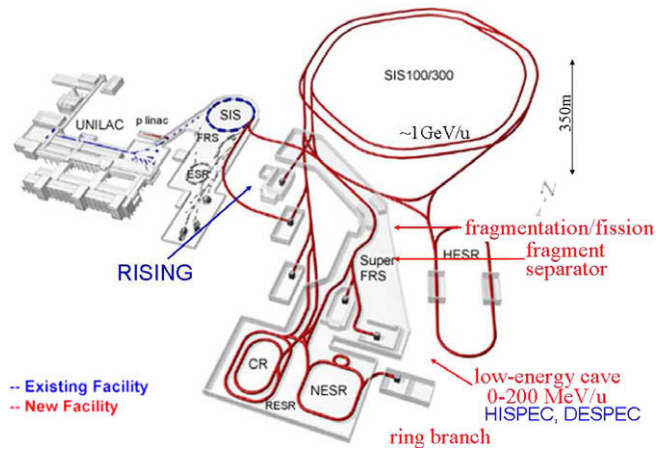 SIS100/300
UNILAC
p linac
SIS
FRS
~1GeV/u
350m
ESR
N
RISING
fragmentation/fission
fragment
separator
HESR
Super
FRS
CR
NESR
RESR
-- Existing Facility
-- New Facility
low-energy cave
0-200 MeV/u
HISPEC, DESPEC
ring branch